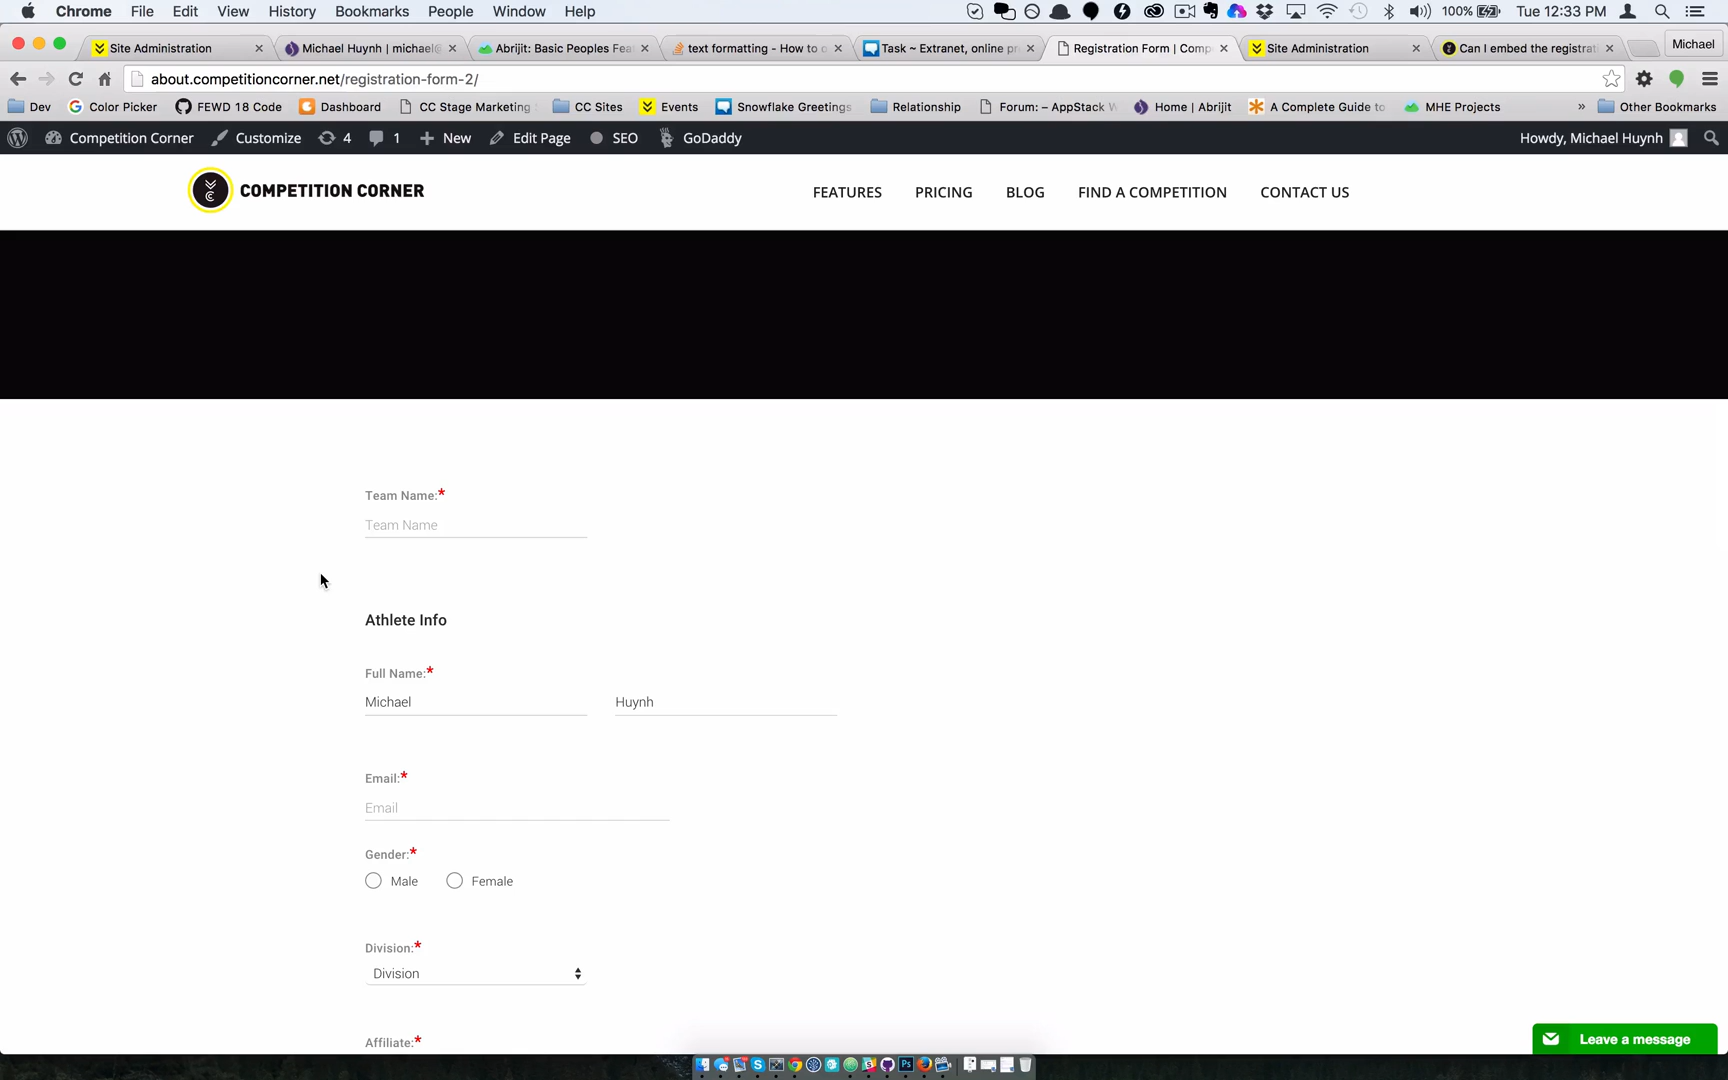 Chrome File Edit View History Bookmarks People Window Help 100% Tue 12:33 PM
Site Administration Michael Huynh | michael@ Abrijit: Basic Peoples Fea text formatting - How to Task ~ Extranet, online pr Registration Form | Comp Site Administration Can I embed the registrat Michael
about.competitioncorner.net/registration-form-2/
Dev Color Picker FEWD 18 Code Dashboard CC Stage Marketing CC Sites Events Snowflake Greetings Relationship Forum: – AppStack Home | Abrijit A Complete Guide to MHE Projects » Other Bookmarks
Competition Corner Customize 4 1 New Edit Page SEO GoDaddy Howdy, Michael Huynh
COMPETITION CORNER FEATURES PRICING BLOG FIND A COMPETITION CONTACT US
Team Name:*
Team Name
Athlete Info
Full Name:*
Michael Huynh
Email:*
Email
Gender:*
Male Female
Division:*
Division
Affiliate:*
Leave a message